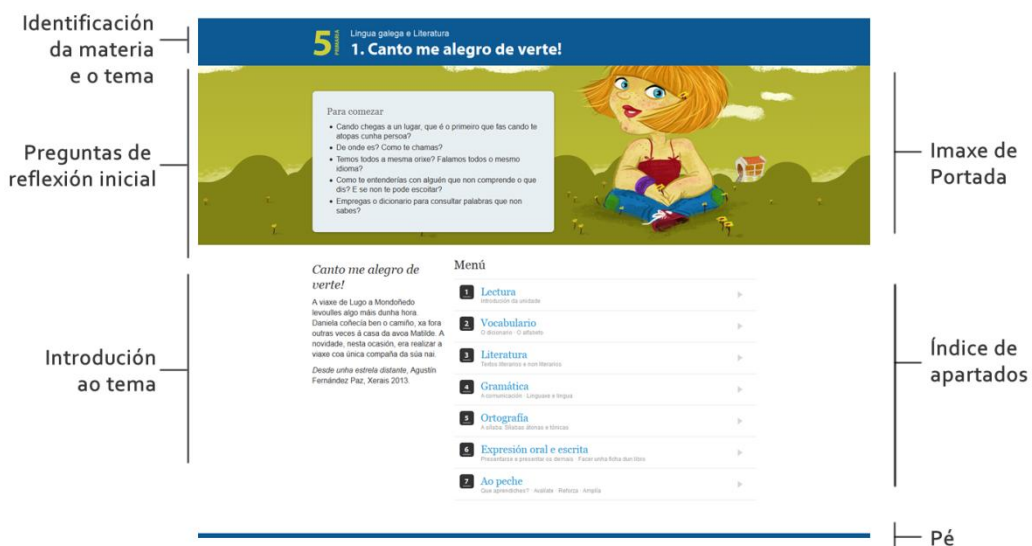 Identificación
da materia
e o tema
5
PRIMARIA
Lingua galega e Literatura
1. Canto me alegro de verte!
Preguntas de
reflexión inicial
Para comezar
• Cando chegas a un lugar, que é o primeiro que fas cando te
atopas cunha persoa?
• De onde es? Como te chamas?
• Temos todos a mesma orixe? Falamos todos o mesmo
idioma?
• Como te entenderías con alguén que non comprende o que
dis? E se non te pode escoitar?
• Empregas o dicionario para consultar palabras que non
sabes?
Imaxe de
Portada
Introdución
ao tema
Canto me alegro de
verte!
A viaxe de Lugo a Mondoñedo
levoulles algo máis dunha hora.
Daniela coñecía ben o camiño, xa fora
outras veces á casa da avoa Matilde. A
novidade, nesta ocasión, era realizar a
viaxe coa única compaña da súa nai.
Desde unha estrela distante, Agustín
Fernández Paz, Xerais 2013.
Menú
1 Lectura
Introdución da unidade
2 Vocabulario
O dicionario · O alfabeto
3 Literatura
Textos literarios e non literarios
4 Gramática
A comunicación · Linguaxe e lingua
5 Ortografía
A sílaba. Sílabas átonas e tónicas
6 Expresión oral e escrita
Presentarse e presentar os demais · Facer unha ficha dun libro
7 Ao peche
Que aprendiches? · Avalíate · Reforza · Amplía
Índice de
apartados
Pé